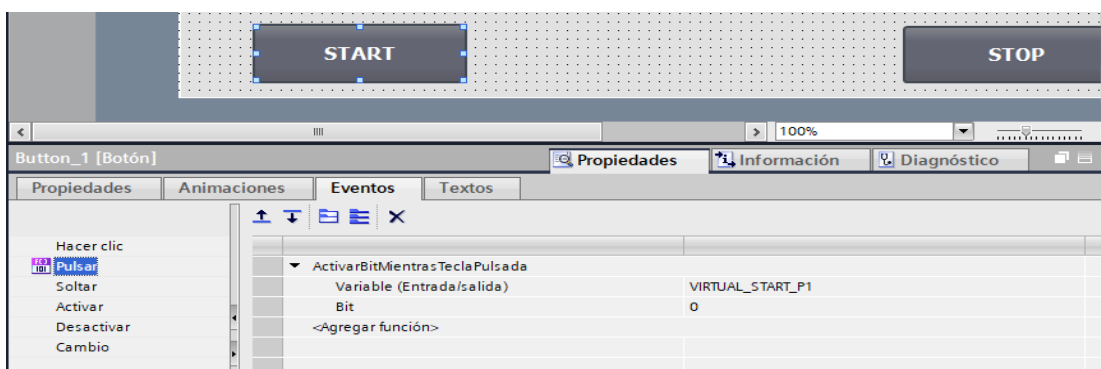 START STOP
100%
Button_1 [Botón] Propiedades Información Diagnóstico
Propiedades Animaciones Eventos Textos
Hacer clic
Pulsar ActivarBitMientrasTeclaPulsada
Soltar Variable (Entrada/salida) VIRTUAL_START_P1
Activar Bit 0
Desactivar <Agregar función>
Cambio